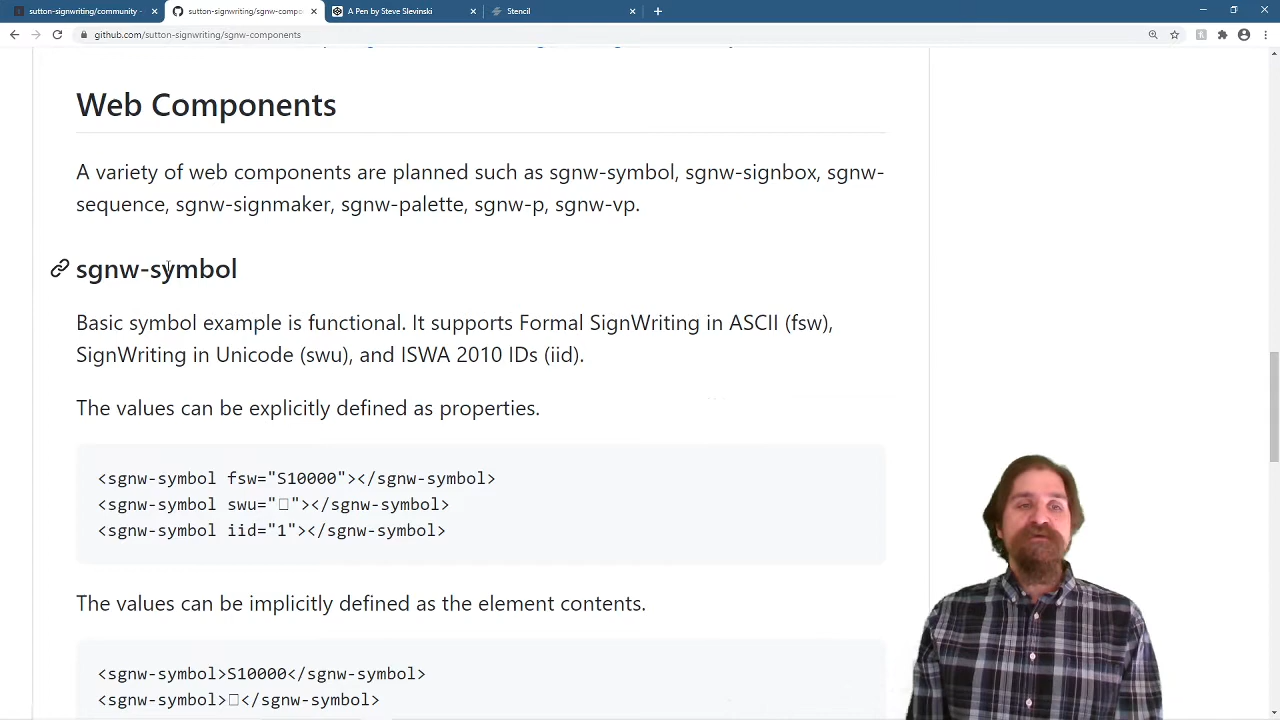 sutton-signwriting/community -
sutton-signwriting/sgnw-compo
A Pen by Steve Slevinski
Stencil
github.com/sutton-signwriting/sgnw-components
Web Components
A variety of web components are planned such as sgnw-symbol, sgnw-signbox, sgnw-
sequence, sgnw-signmaker, sgnw-palette, sgnw-p, sgnw-vp.
sgnw-symbol
Basic symbol example is functional. It supports Formal SignWriting in ASCII (fsw),
SignWriting in Unicode (swu), and ISWA 2010 IDs (iid).
The values can be explicitly defined as properties.
<sgnw-symbol fsw="S10000"></sgnw-symbol>
<sgnw-symbol swu="□"></sgnw-symbol>
<sgnw-symbol iid="1"></sgnw-symbol>
The values can be implicitly defined as the element contents.
<sgnw-symbol>S10000</sgnw-symbol>
<sgnw-symbol>□</sgnw-symbol>